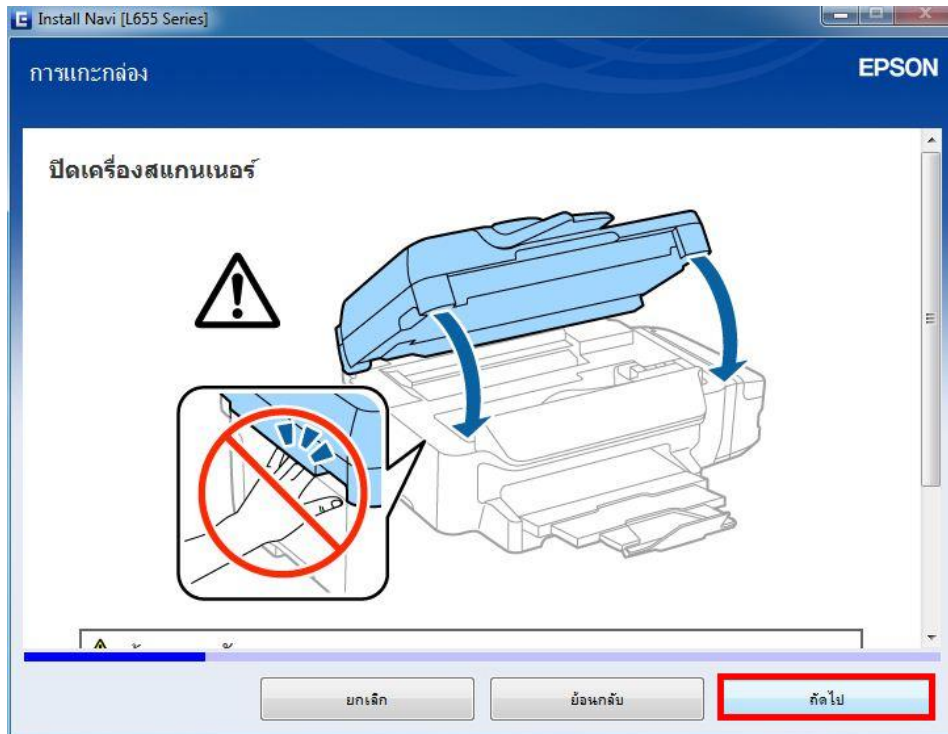 Install Navi [L655 Series]
การแกะกล่อง
EPSON
ปิดเครื่องสแกนเนอร์
ยกเลิก
ย้อนกลับ
ถัดไป